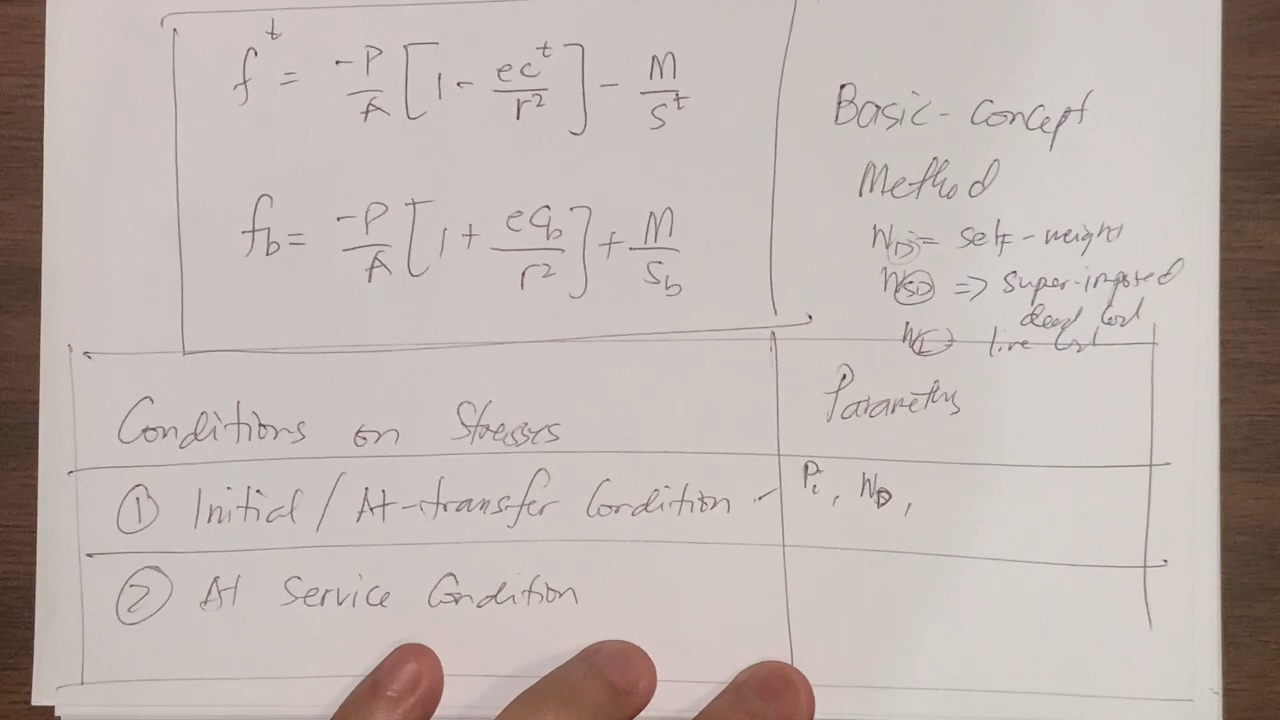 f^t = -P/A [1 - ec^t/r²] - M/S^t
f_b = -P/A [1 + ec_b/r²] + M/S_b
Basic-Concept
Method
W_D = self-weight
W_SD => super-imposed
dead load
W_L live load
Conditions on Stresses
Parameters
① Initial / At-transfer Condition -
P_i, W_D,
② At Service Condition